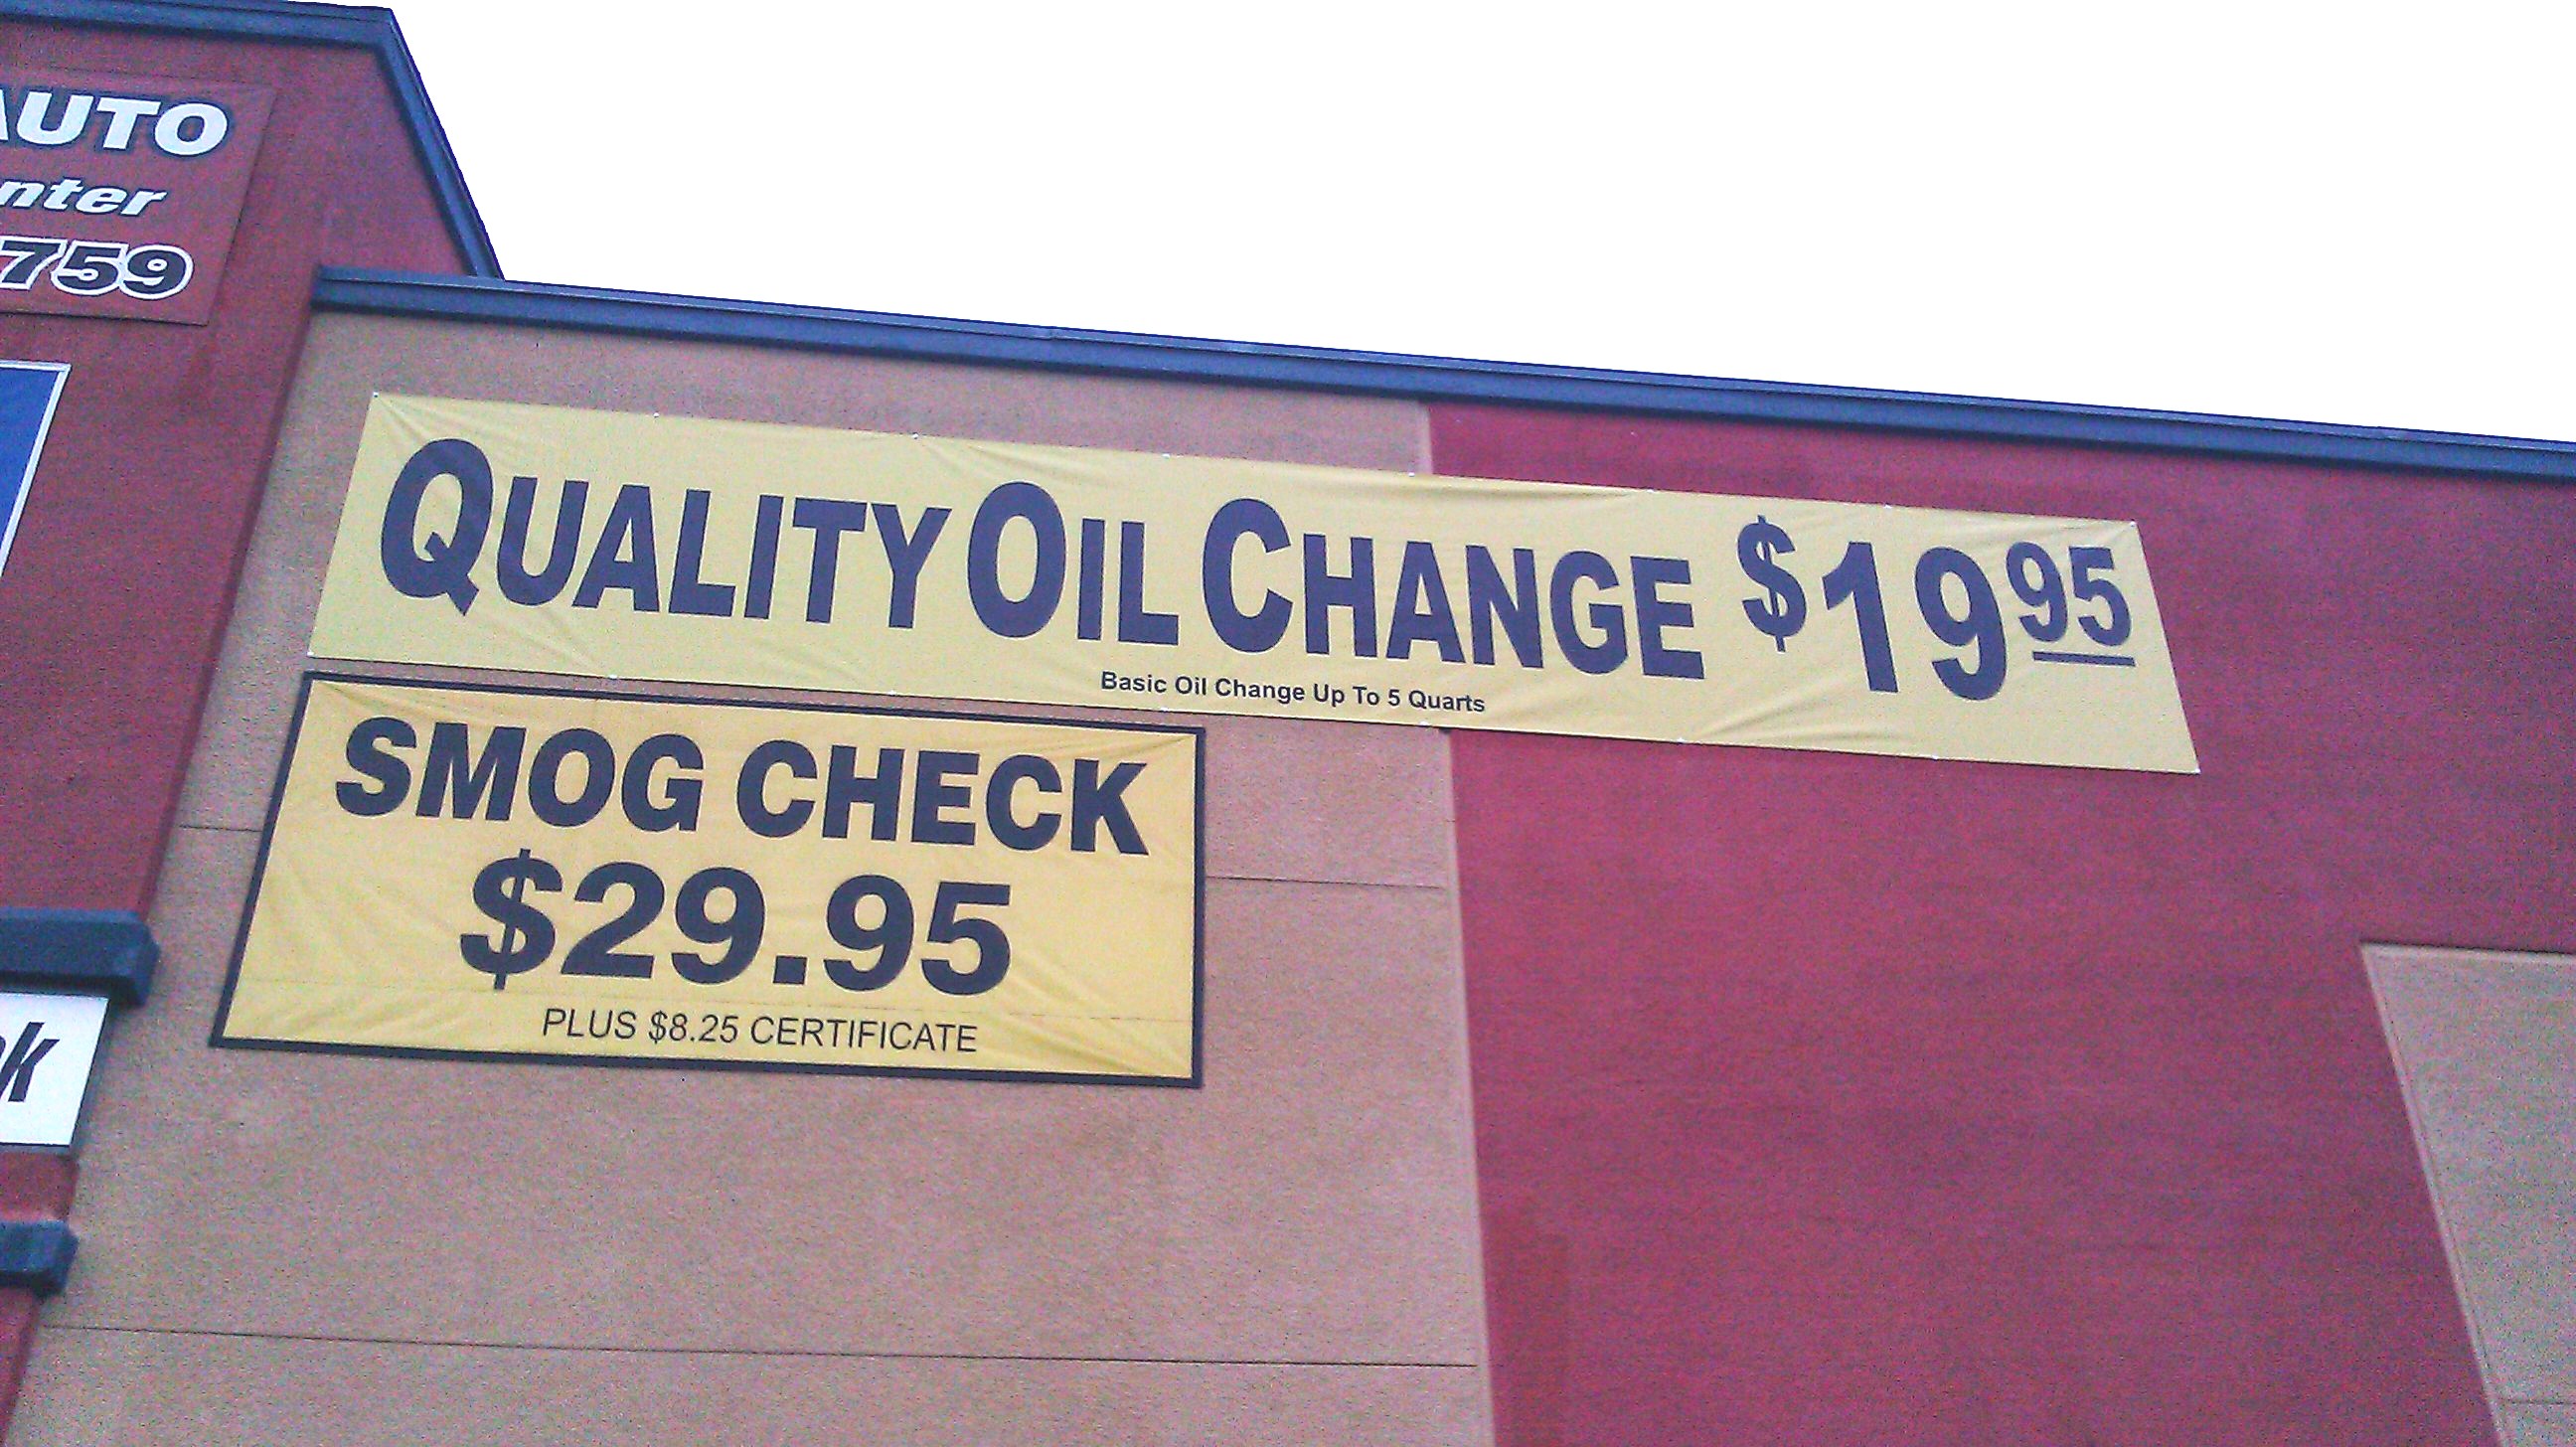 AUTO
nter
759
QUALITY OIL CHANGE $19 95
Basic Oil Change Up To 5 Quarts
SMOG CHECK
$29.95
PLUS $8.25 CERTIFICATE
k